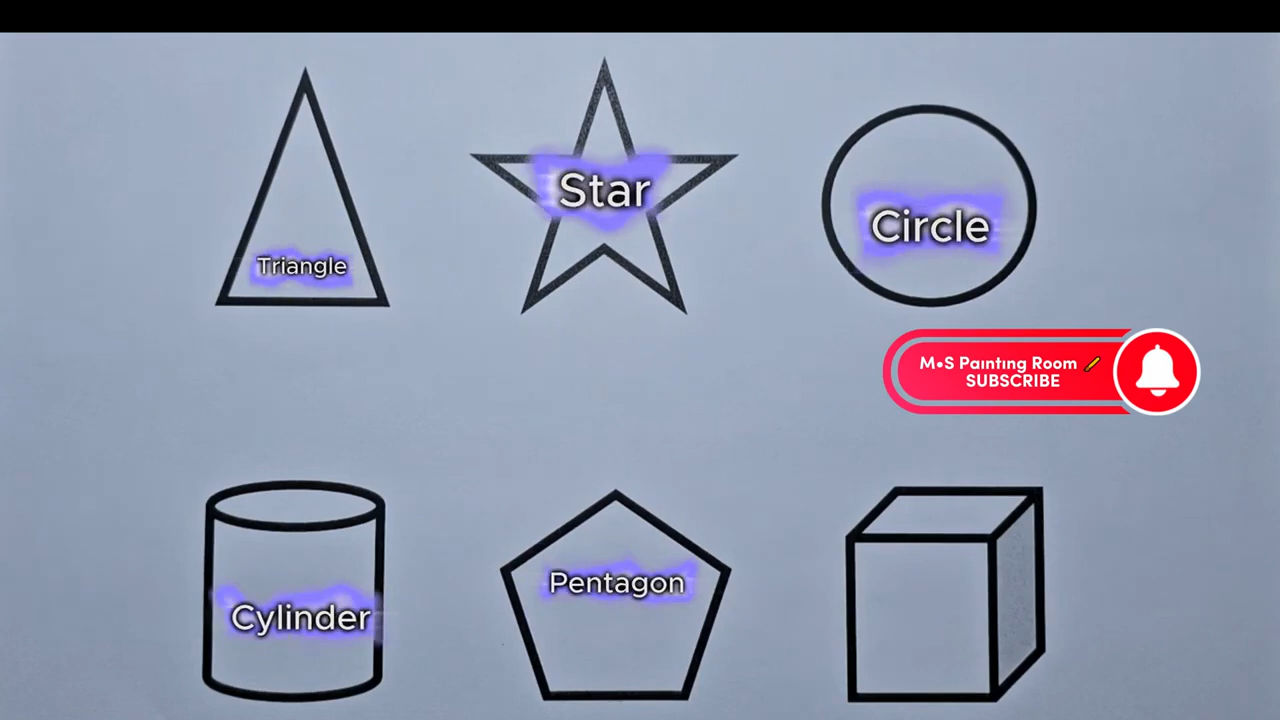 Star
Circle
Triangle
M•S Painting Room
SUBSCRIBE
Pentagon
Cylinder